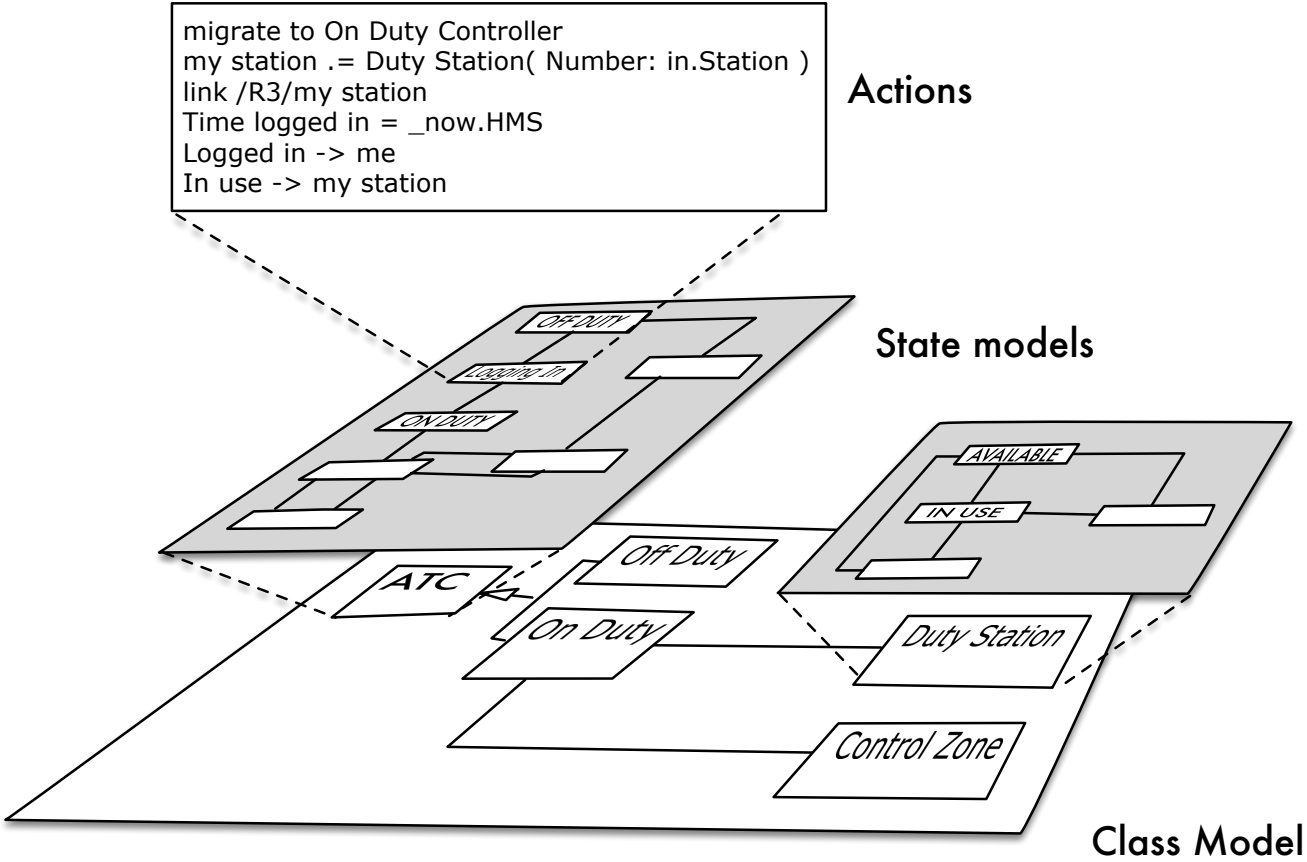 migrate to On Duty Controller
my station .= Duty Station( Number: in.Station )
link /R3/my station
Time logged in = _now.HMS
Logged in -> me
In use -> my station
Actions
OFF DUTY
Logging In
ON DUTY
State models
AVAILABLE
IN USE
ATC
Off Duty
On Duty
Duty Station
Control Zone
Class Model